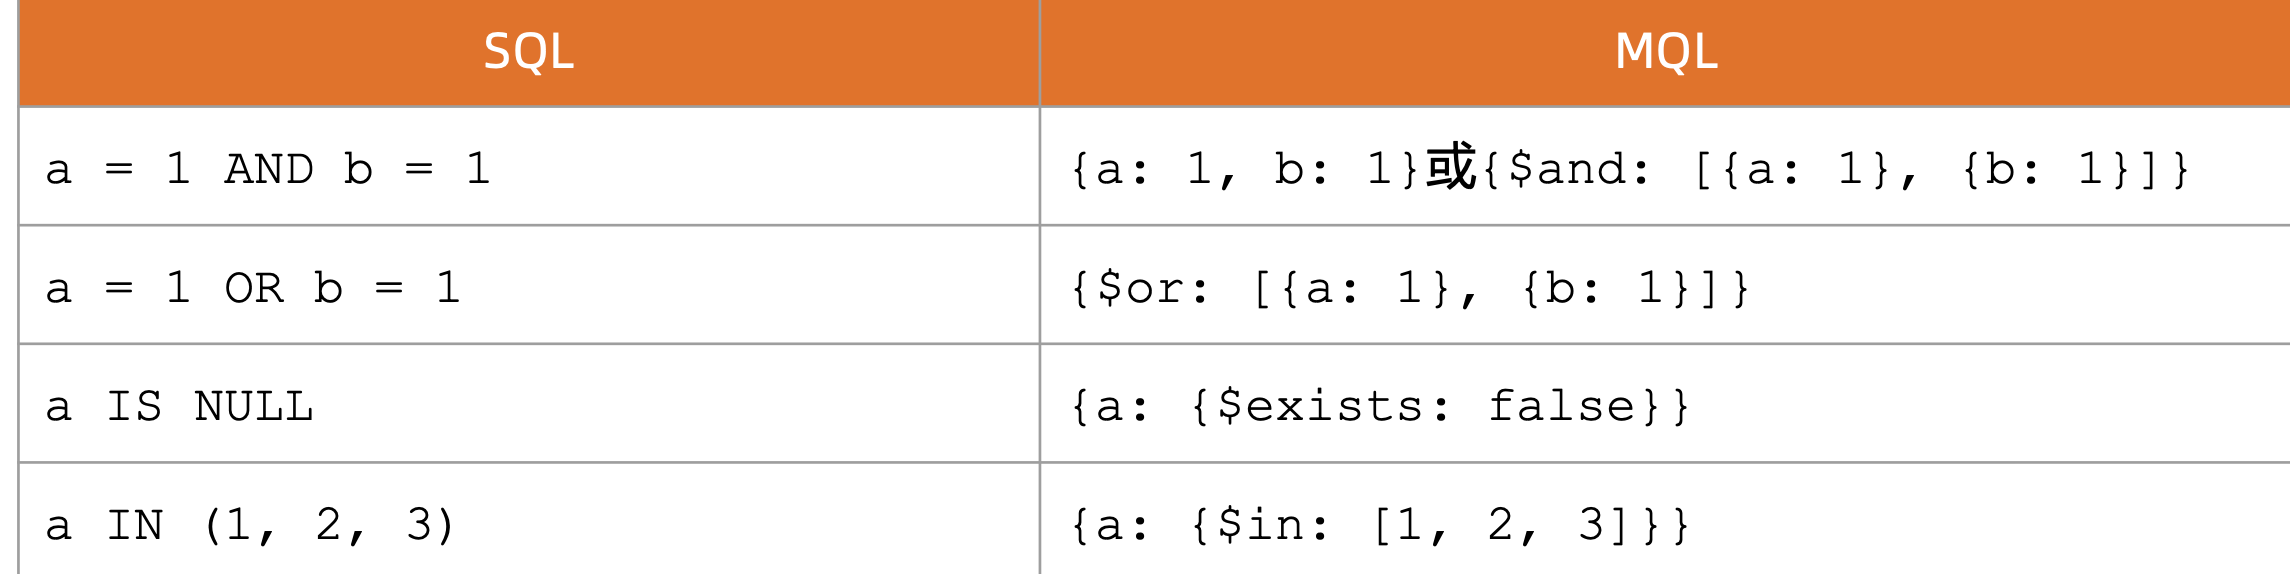 SQL MQL
a = 1 AND b = 1 {a: 1, b: 1}或{$and: [{a: 1}, {b: 1}]}
a = 1 OR b = 1 {$or: [{a: 1}, {b: 1}]}
a IS NULL {a: {$exists: false}}
a IN (1, 2, 3) {a: {$in: [1, 2, 3]}}